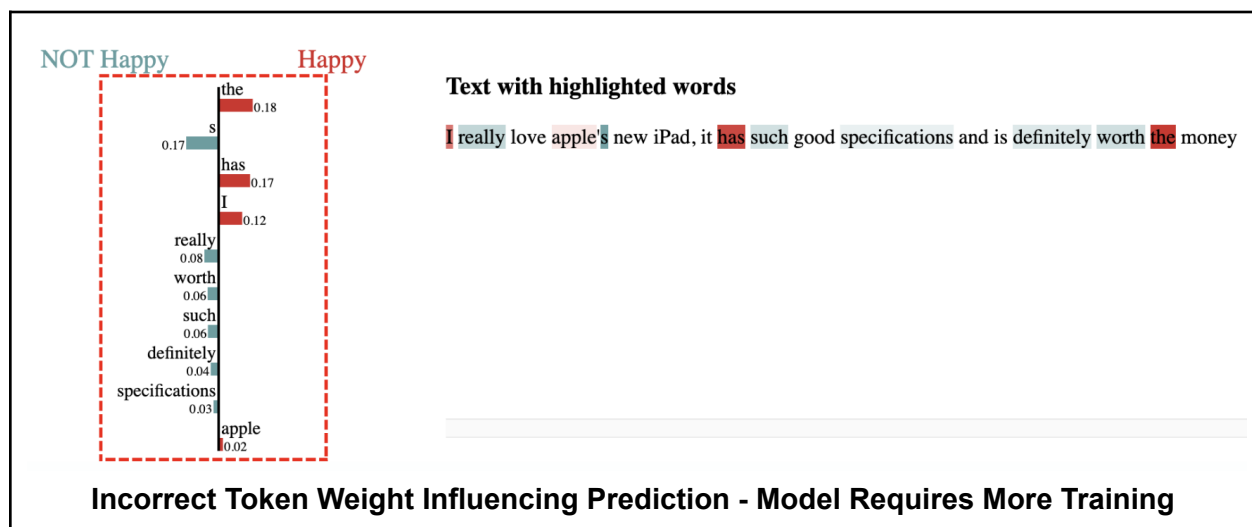 NOT Happy Happy
the
0.18
s
0.17
has
0.17
I
0.12
really
0.08
worth
0.06
such
0.06
definitely
0.04
specifications
0.03
apple
0.02
Text with highlighted words
I really love apple's new iPad, it has such good specifications and is definitely worth the money
Incorrect Token Weight Influencing Prediction - Model Requires More Training